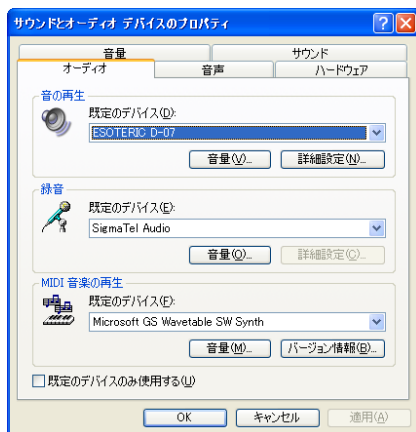 サウンドとオーディオ デバイスのプロパティ
音量 サウンド
オーディオ 音声 ハードウェア
音の再生
既定のデバイス(D):
ESOTERIC D-07
音量(V)... 詳細設定(N)...
録音
既定のデバイス(E):
SigmaTel Audio
音量(O)... 詳細設定(C)...
MIDI 音楽の再生
既定のデバイス(F):
Microsoft GS Wavetable SW Synth
音量(M)... バージョン情報(B)...
既定のデバイスのみ使用する(U)
OK キャンセル 適用(A)